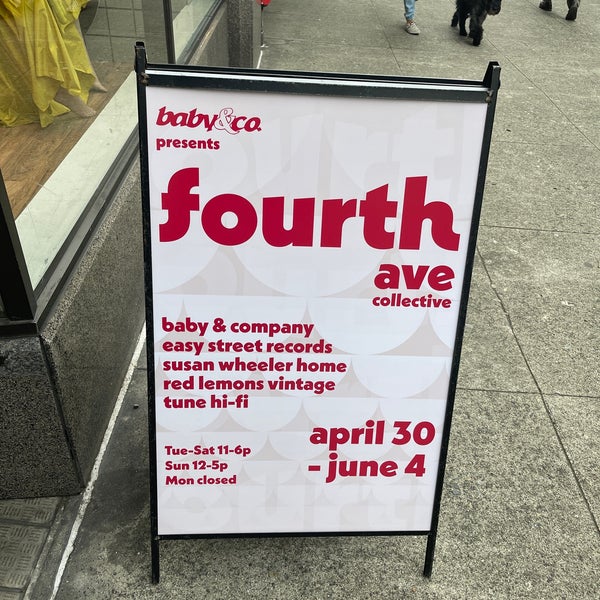 baby&co.
presents
fourth
ave
collective
baby & company
easy street records
susan wheeler home
red lemons vintage
tune hi-fi
Tue-Sat 11-6p
Sun 12-5p
Mon closed
april 30
- june 4